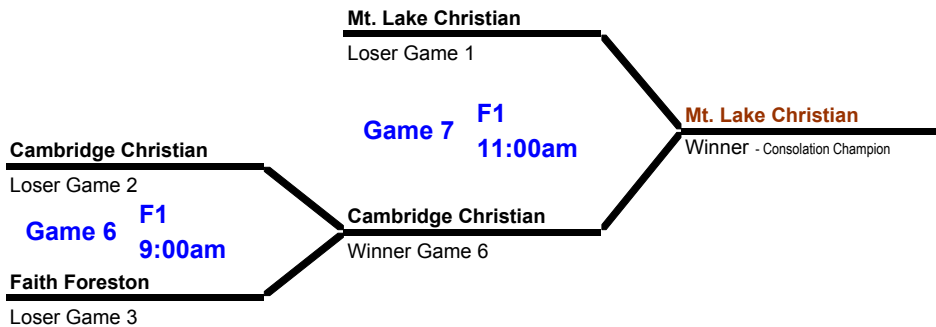 Mt. Lake Christian
Loser Game 1
Game 7
F1
11:00am
Mt. Lake Christian
Winner - Consolation Champion
Cambridge Christian
Loser Game 2
Game 6
F1
9:00am
Cambridge Christian
Winner Game 6
Faith Foreston
Loser Game 3